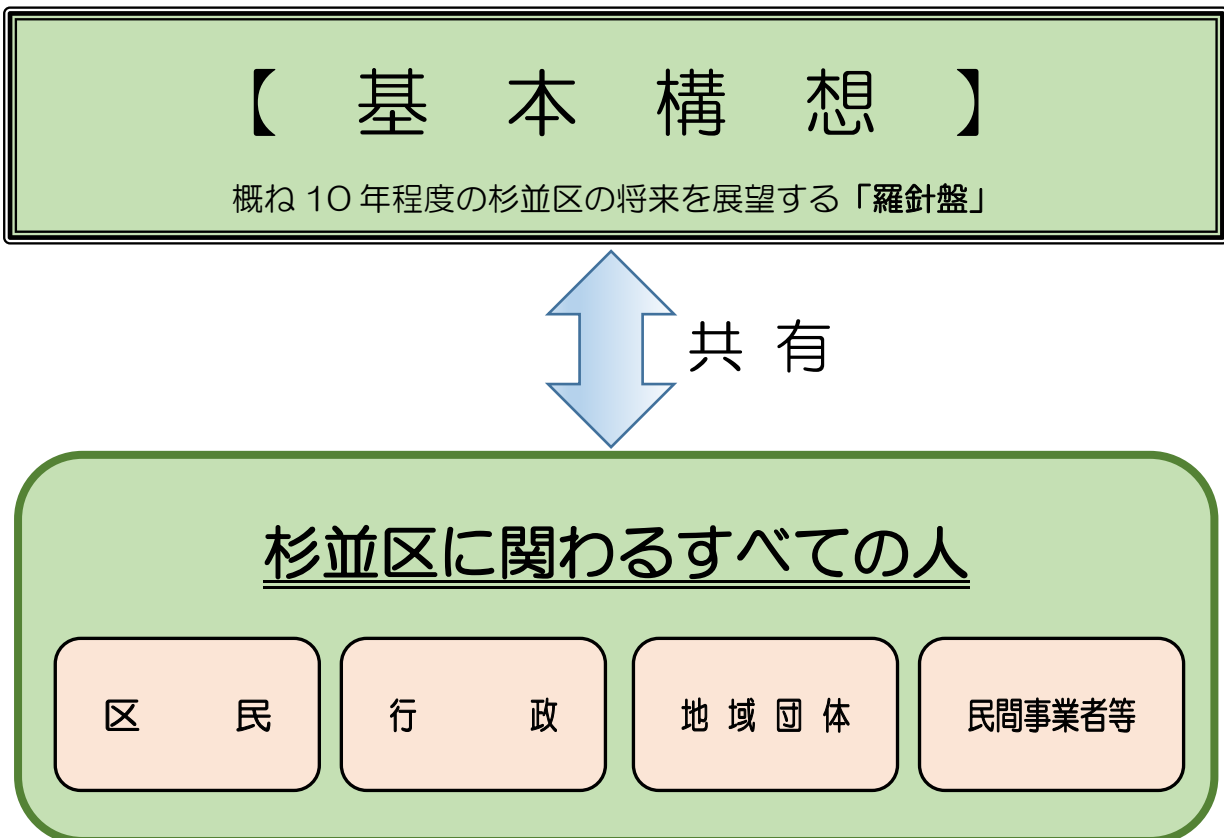 【 基 本 構 想 】
概ね 10 年程度の杉並区の将来を展望する「羅針盤」
共 有
杉並区に関わるすべての人
区 民
行 政
地 域 団 体
民間事業者等